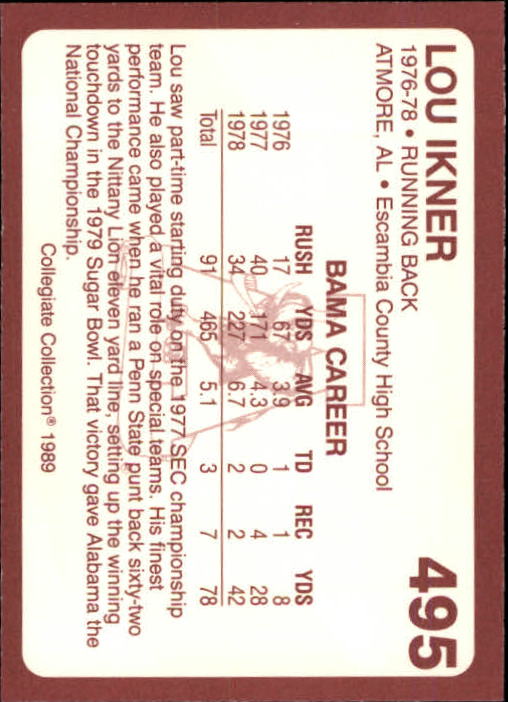 LOU IKNER 495
1976-78 • RUNNING BACK
ATMORE, AL • Escambia County High School
BAMA CAREER
RUSH YDS AVG TD REC YDS
1976 17 67 3.9 1 1 8
1977 40 171 4.3 0 4 28
1978 34 227 6.7 2 2 42
Total 91 465 5.1 3 7 78
Lou saw part-time starting duty on the 1977 SEC championship
team. He also played a vital role on special teams. His finest
performance came when he ran a Penn State punt back sixty-two
yards to the Nittany Lion eleven yard line, setting up the winning
touchdown in the 1979 Sugar Bowl. That victory gave Alabama the
National Championship.
Collegiate Collection® 1989